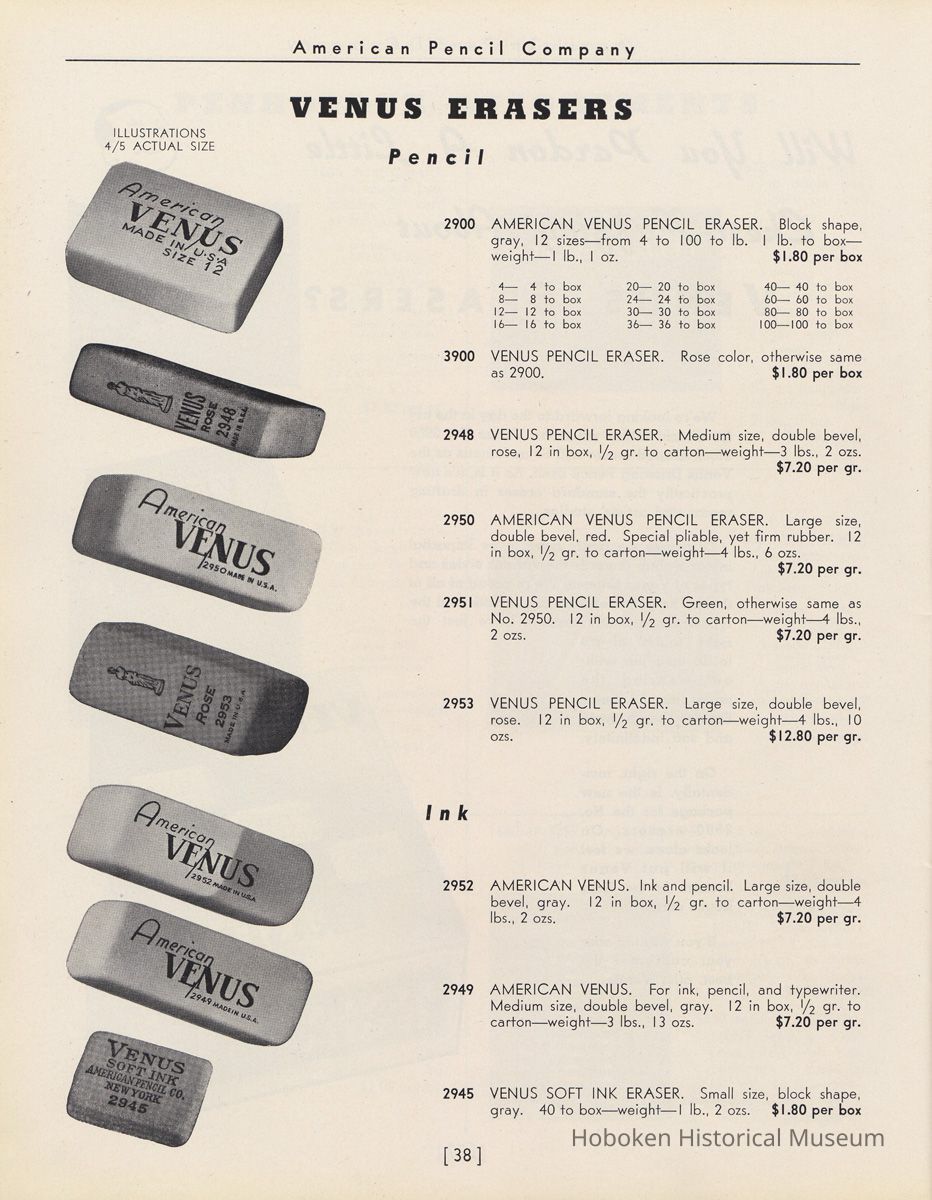 American Pencil Company
VENUS ERASERS
ILLUSTRATIONS
4/5 ACTUAL SIZE
Pencil
American
VENUS
MADE IN U.S.A
SIZE 12
2900 AMERICAN VENUS PENCIL ERASER. Block shape,
gray, 12 sizes—from 4 to 100 to lb. 1 lb. to box—
weight—1 lb., 1 oz. $1.80 per box
4— 4 to box 20— 20 to box 40— 40 to box
8— 8 to box 24— 24 to box 60— 60 to box
12— 12 to box 30— 30 to box 80— 80 to box
16— 16 to box 36— 36 to box 100—100 to box
VENUS
ROSE
2948
MADE IN U.S.A.
3900 VENUS PENCIL ERASER. Rose color, otherwise same
as 2900. $1.80 per box
2948 VENUS PENCIL ERASER. Medium size, double bevel,
rose, 12 in box, 1/2 gr. to carton—weight—3 lbs., 2 ozs.
$7.20 per gr.
American
VENUS
2950 MADE IN U.S.A.
2950 AMERICAN VENUS PENCIL ERASER. Large size,
double bevel, red. Special pliable, yet firm rubber. 12
in box, 1/2 gr. to carton—weight—4 lbs., 6 ozs.
$7.20 per gr.
2951 VENUS PENCIL ERASER. Green, otherwise same as
No. 2950. 12 in box, 1/2 gr. to carton—weight—4 lbs.,
2 ozs. $7.20 per gr.
VENUS
ROSE
2953
MADE IN U.S.A.
2953 VENUS PENCIL ERASER. Large size, double bevel,
rose. 12 in box, 1/2 gr. to carton—weight—4 lbs., 10
ozs. $12.80 per gr.
Ink
American
VENUS
2952 MADE IN U.S.A
2952 AMERICAN VENUS. Ink and pencil. Large size, double
bevel, gray. 12 in box, 1/2 gr. to carton—weight—4
lbs., 2 ozs. $7.20 per gr.
American
VENUS
2949 MADE IN U.S.A.
2949 AMERICAN VENUS. For ink, pencil, and typewriter.
Medium size, double bevel, gray. 12 in box, 1/2 gr. to
carton—weight—3 lbs., 13 ozs. $7.20 per gr.
VENUS
SOFT INK
AMERICAN PENCIL CO.
NEW YORK
2945
2945 VENUS SOFT INK ERASER. Small size, block shape,
gray. 40 to box—weight—1 lb., 2 ozs. $1.80 per box
Hoboken Historical Museum
[ 38 ]